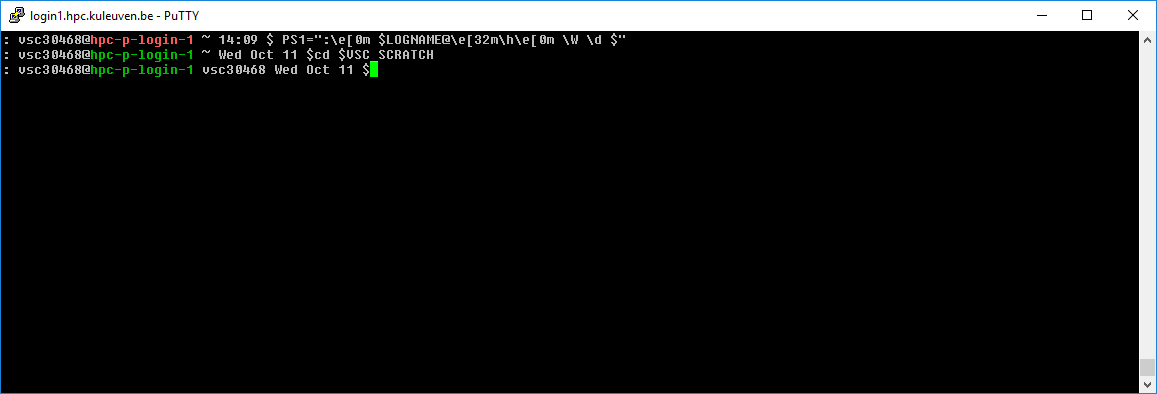 login1.hpc.kuleuven.be - PuTTY
: vsc30468@hpc-p-login-1 ~ 14:09 $ PS1=":\e[0m $LOGNAME@\e[32m\h\e[0m \W \d $"
: vsc30468@hpc-p-login-1 ~ Wed Oct 11 $cd $VSC_SCRATCH
: vsc30468@hpc-p-login-1 vsc30468 Wed Oct 11 $